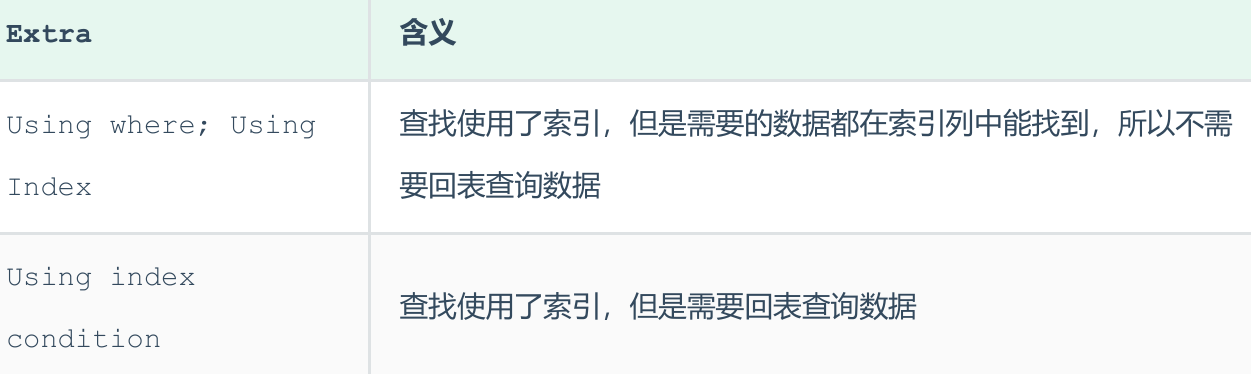 Extra
含义
Using where; Using
Index
查找使用了索引，但是需要的数据都在索引列中能找到，所以不需
要回表查询数据
Using index
condition
查找使用了索引，但是需要回表查询数据